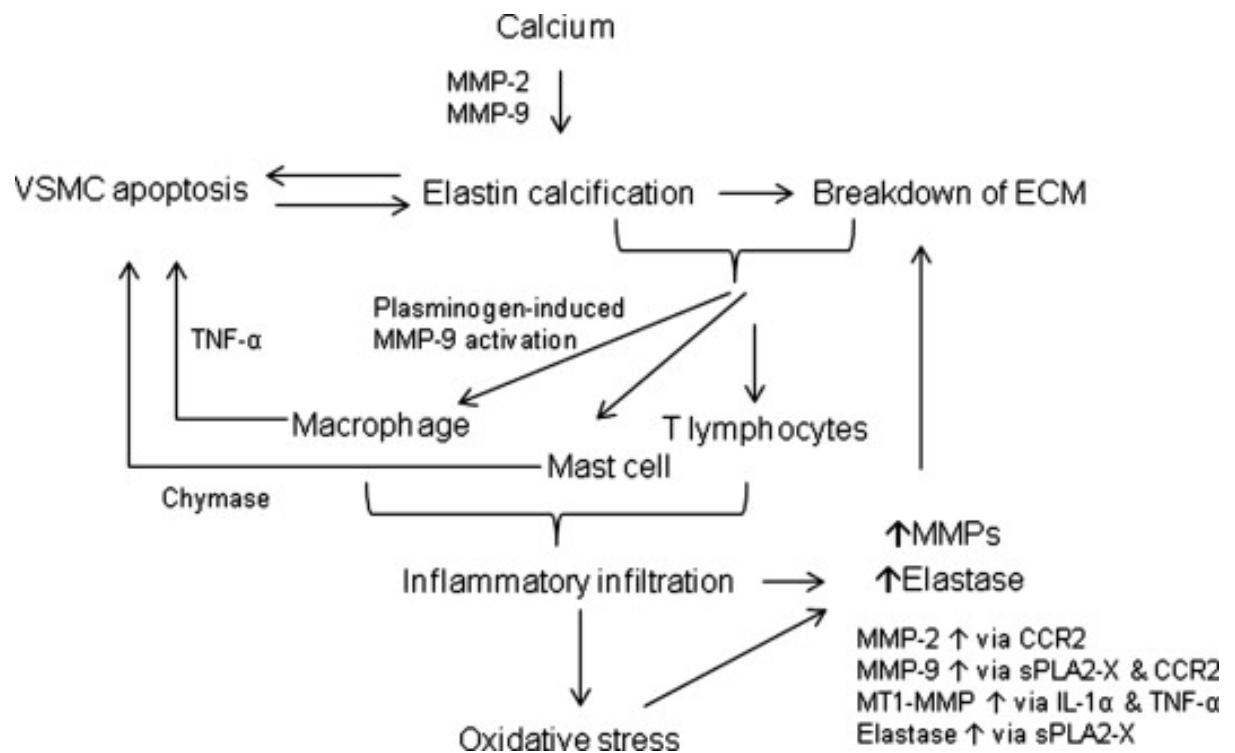 Calcium
MMP-2
MMP-9
VSMC apoptosis
Elastin calcification
Breakdown of ECM
Plasminogen-induced
MMP-9 activation
TNF-α
Macrophage
T lymphocytes
Mast cell
Chymase
↑MMPs
Inflammatory infiltration
↑Elastase
MMP-2 ↑ via CCR2
MMP-9 ↑ via sPLA2-X & CCR2
MT1-MMP ↑ via IL-1α & TNF-α
Elastase ↑ via sPLA2-X
Oxidative stress